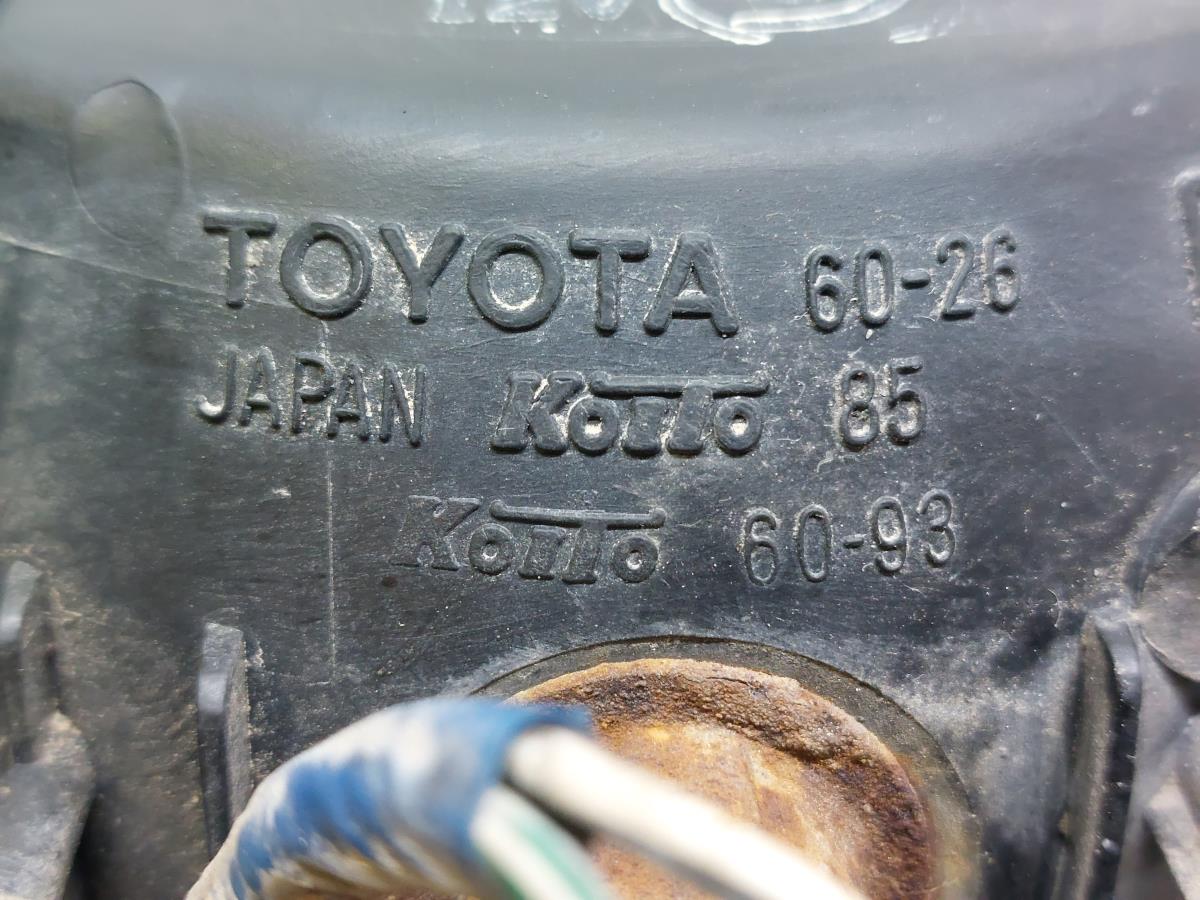 TOYOTA 60-26
JAPAN KOITO 85
KOITO 60-93